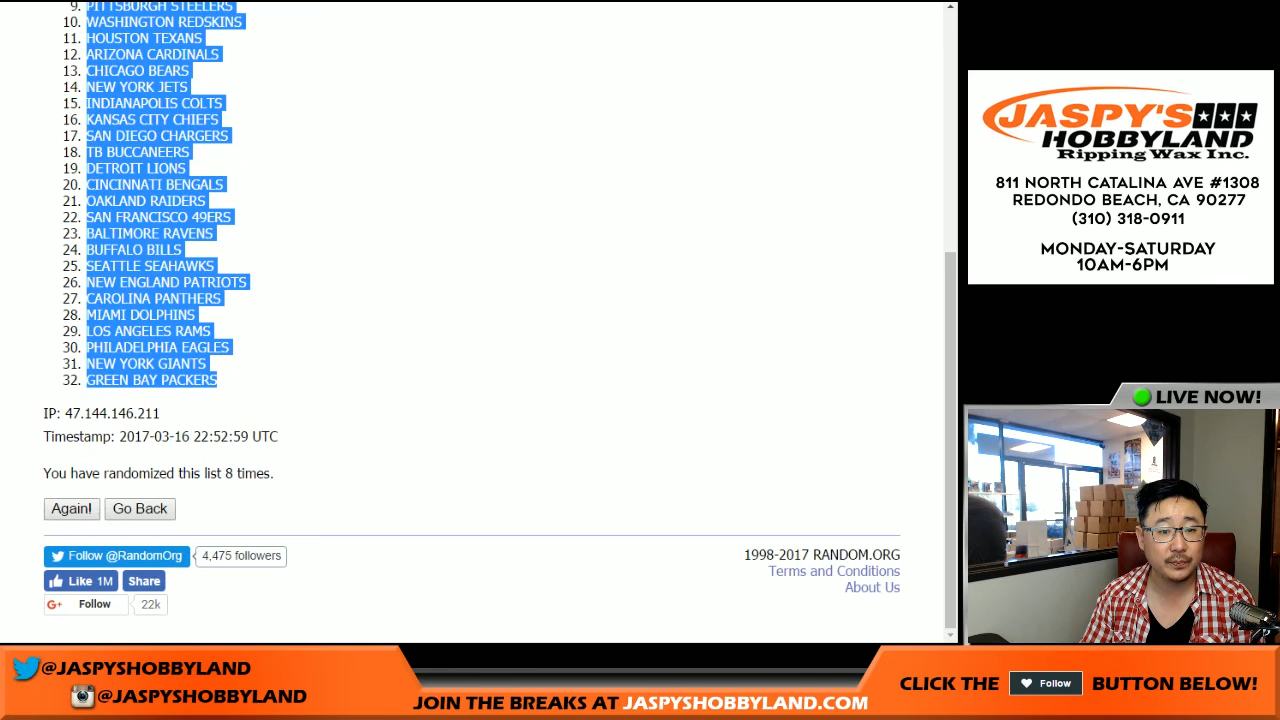 9. PITTSBURGH STEELERS
10. WASHINGTON REDSKINS
11. HOUSTON TEXANS
12. ARIZONA CARDINALS
13. CHICAGO BEARS
14. NEW YORK JETS
15. INDIANAPOLIS COLTS
16. KANSAS CITY CHIEFS
17. SAN DIEGO CHARGERS
18. TB BUCCANEERS
19. DETROIT LIONS
20. CINCINNATI BENGALS
21. OAKLAND RAIDERS
22. SAN FRANCISCO 49ERS
23. BALTIMORE RAVENS
24. BUFFALO BILLS
25. SEATTLE SEAHAWKS
26. NEW ENGLAND PATRIOTS
27. CAROLINA PANTHERS
28. MIAMI DOLPHINS
29. LOS ANGELES RAMS
30. PHILADELPHIA EAGLES
31. NEW YORK GIANTS
32. GREEN BAY PACKERS
IP: 47.144.146.211
Timestamp: 2017-03-16 22:52:59 UTC
You have randomized this list 8 times.
Again! Go Back
Follow @RandomOrg 4,475 followers
Like 1M Share
G+ Follow 22k
1998-2017 RANDOM.ORG
Terms and Conditions
About Us
JASPY'S
HOBBYLAND
Ripping Wax Inc.
811 NORTH CATALINA AVE #1308
REDONDO BEACH, CA 90277
(310) 318-0911
MONDAY-SATURDAY
10AM-6PM
LIVE NOW!
@JASPYSHOBBYLAND
@JASPYSHOBBYLAND
JOIN THE BREAKS AT JASPYSHOBBYLAND.COM
CLICK THE Follow BUTTON BELOW!